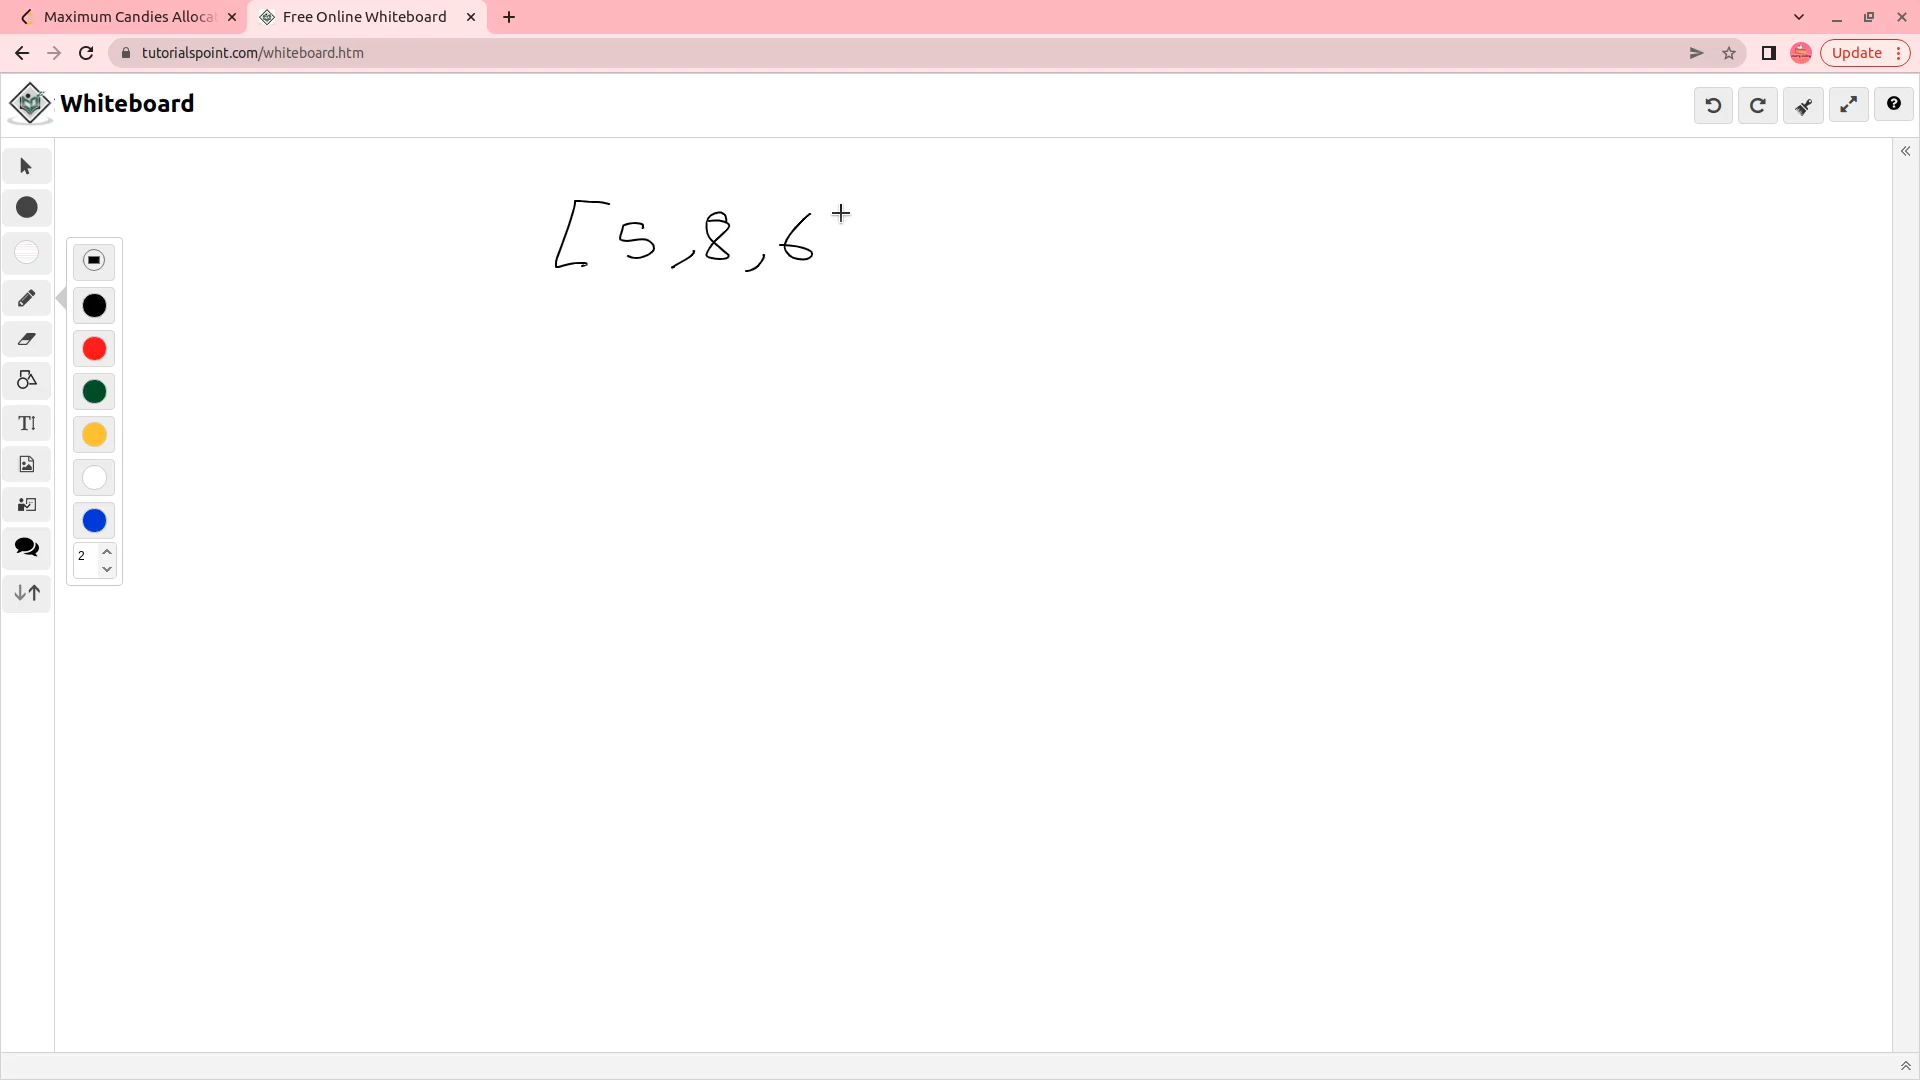 Maximum Candies Alloca
Free Online Whiteboard
tutorialspoint.com/whiteboard.htm
Update
Whiteboard
[5,8,6
T
2